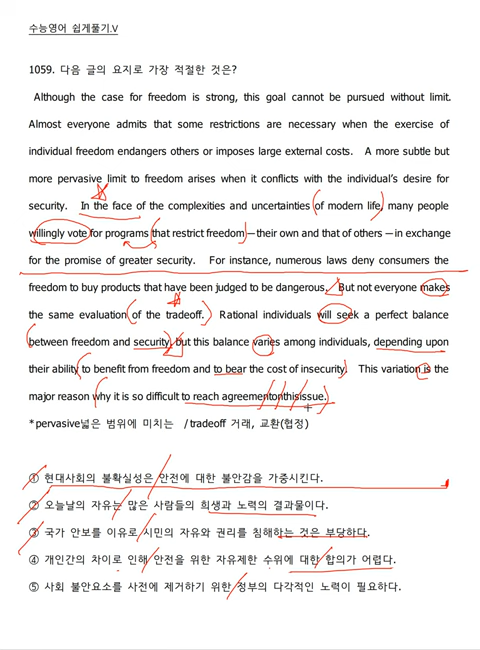 수능영어 쉽게풀기.V
1059. 다음 글의 요지로 가장 적절한 것은?
Although the case for freedom is strong, this goal cannot be pursued without limit.
Almost everyone admits that some restrictions are necessary when the exercise of
individual freedom endangers others or imposes large external costs. A more subtle but
more pervasive limit to freedom arises when it conflicts with the individual's desire for
security. In the face of the complexities and uncertainties of modern life, many people
willingly vote for programs that restrict freedom—their own and that of others—in exchange
for the promise of greater security. For instance, numerous laws deny consumers the
freedom to buy products that have been judged to be dangerous. But not everyone makes
the same evaluation of the tradeoff. Rational individuals will seek a perfect balance
between freedom and security, but this balance varies among individuals, depending upon
their ability to benefit from freedom and to bear the cost of insecurity. This variation is the
major reason why it is so difficult to reach agreementonthisissue.
*pervasive넓은 범위에 미치는 /tradeoff 거래, 교환(협정)
① 현대사회의 불확실성은 안전에 대한 불안감을 가중시킨다.
② 오늘날의 자유는 많은 사람들의 희생과 노력의 결과물이다.
③ 국가 안보를 이유로 시민의 자유와 권리를 침해하는 것은 부당하다.
④ 개인간의 차이로 인해 안전을 위한 자유제한 수위에 대한 합의가 어렵다.
⑤ 사회 불안요소를 사전에 제거하기 위한 정부의 다각적인 노력이 필요하다.